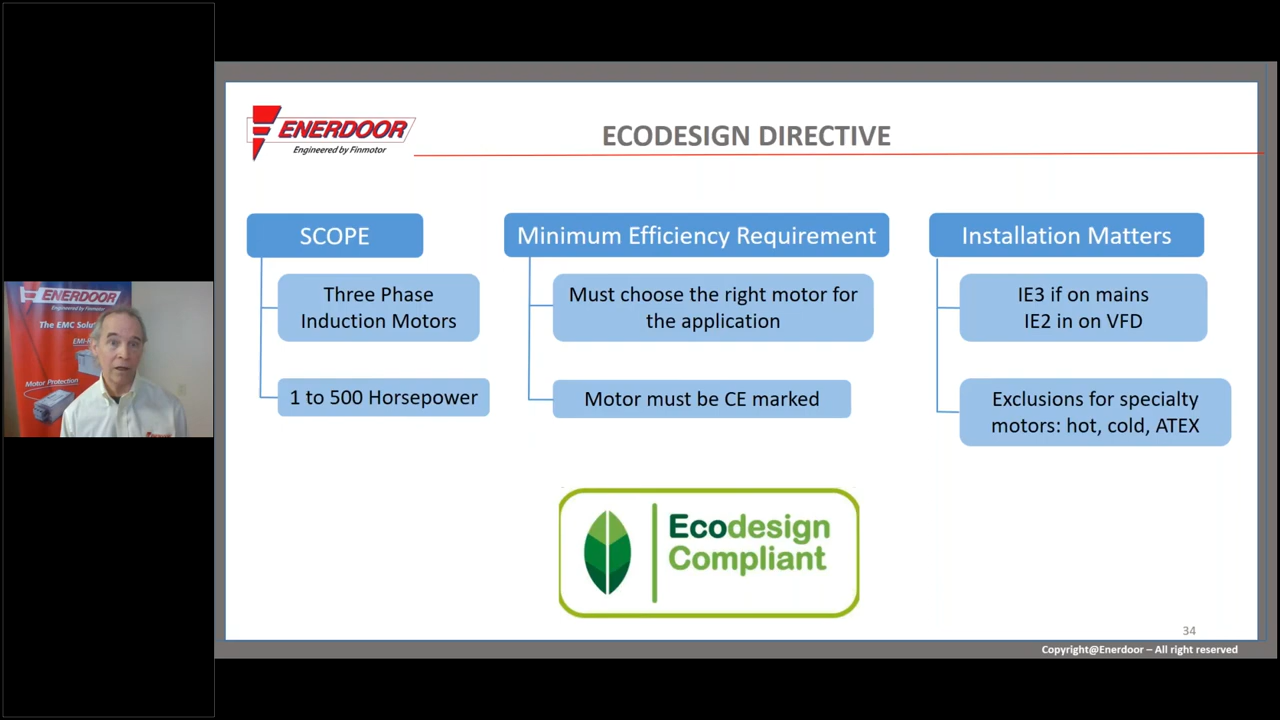 ENERDOOR
Engineered by Finmotor
ECODESIGN DIRECTIVE
SCOPE
Three Phase
Induction Motors
1 to 500 Horsepower
Minimum Efficiency Requirement
Must choose the right motor for
the application
Motor must be CE marked
Installation Matters
IE3 if on mains
IE2 in on VFD
Exclusions for specialty
motors: hot, cold, ATEX
Ecodesign
Compliant
34
Copyright@Enerdoor – All right reserved
ENERDOOR
Engineered by Finmotor
The EMC
Motor Protection